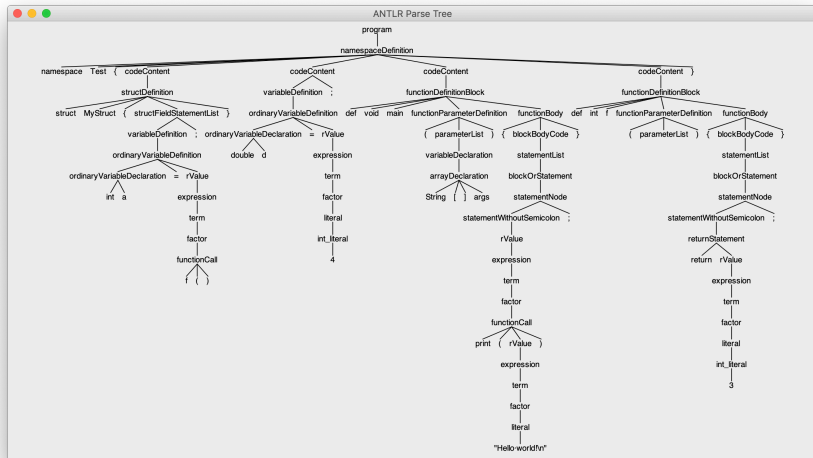 ANTLR Parse Tree
program
namespaceDefinition
namespace Test { codeContent codeContent codeContent codeContent }
structDefinition variableDefinition ; functionDefinitionBlock functionDefinitionBlock
struct MyStruct { structFieldStatementList } ordinaryVariableDefinition def void main functionParameterDefinition functionBody def int f functionParameterDefinition functionBody
variableDefinition ; ordinaryVariableDeclaration = rValue ( parameterList ) { blockBodyCode } ( parameterList ) { blockBodyCode }
ordinaryVariableDefinition double d expression variableDeclaration statementList statementList
ordinaryVariableDeclaration = rValue term arrayDeclaration blockOrStatement blockOrStatement
int a expression factor String [ ] args statementNode statementNode
term literal statementWithoutSemicolon ; statementWithoutSemicolon ;
factor int_literal rValue returnStatement
functionCall 4 expression return rValue
f ( ) term expression
factor term
functionCall factor
print ( rValue ) literal
expression int_literal
term 3
factor
literal
"Hello·world!\n"